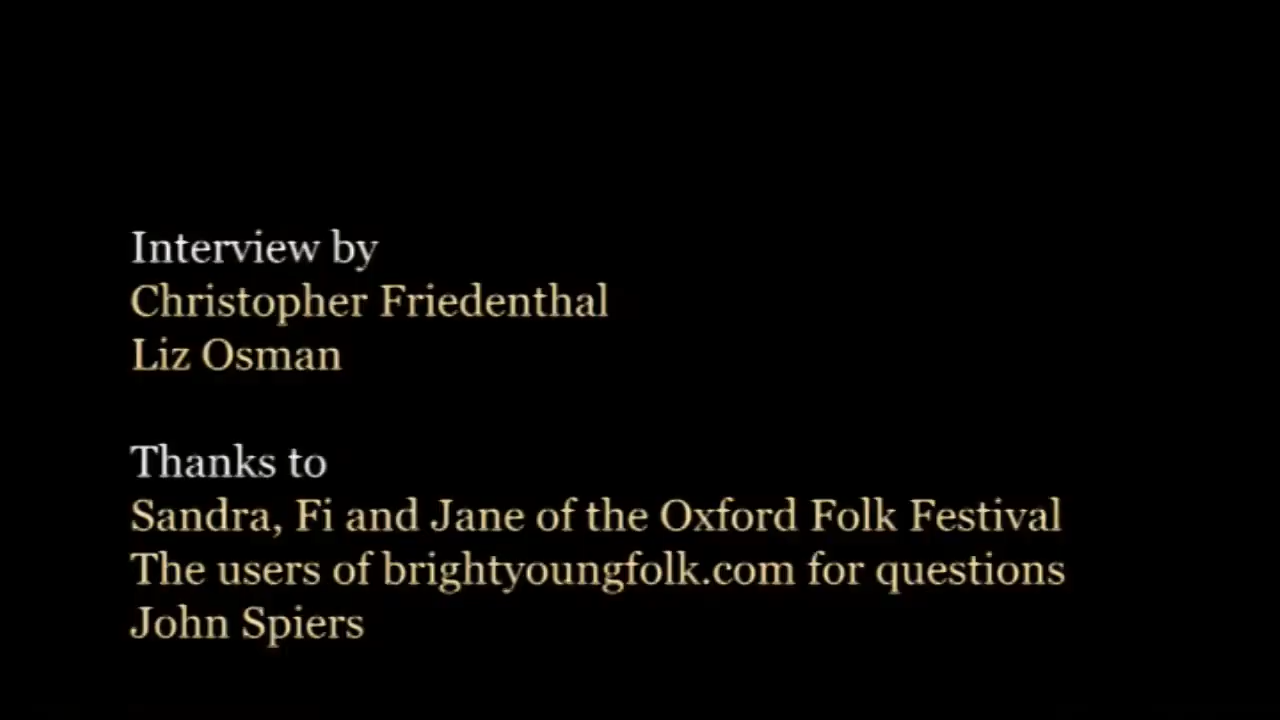 Interview by
Christopher Friedenthal
Liz Osman
Thanks to
Sandra, Fi and Jane of the Oxford Folk Festival
The users of brightyoungfolk.com for questions
John Spiers